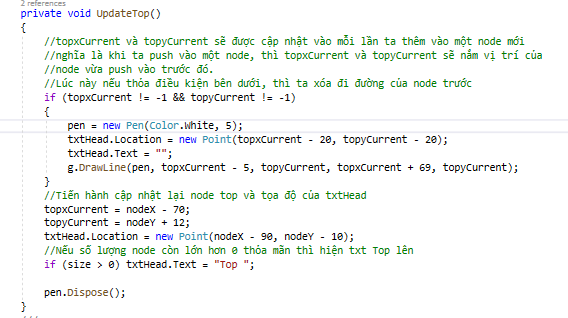 2 references
private void UpdateTop()
{
//topxCurrent và topyCurrent sẽ được cập nhật vào mỗi lần ta thêm vào một node mới
//nghĩa là khi ta push vào một node, thì topxCurrent và topyCurrent sẽ nắm vị trí của
//node vừa push vào trước đó.
//Lúc này nếu thỏa điều kiện bên dưới, thì ta xóa đi đường của node trước
if (topxCurrent != -1 && topyCurrent != -1)
{
pen = new Pen(Color.White, 5);
txtHead.Location = new Point(topxCurrent - 20, topyCurrent - 20);
txtHead.Text = "";
g.DrawLine(pen, topxCurrent - 5, topyCurrent, topxCurrent + 69, topyCurrent);
}
//Tiến hành cập nhật lại node top và tọa độ của txtHead
topxCurrent = nodeX - 70;
topyCurrent = nodeY + 12;
txtHead.Location = new Point(nodeX - 90, nodeY - 10);
//Nếu số lượng node còn lớn hơn 0 thỏa mãn thì hiện txt Top lên
if (size > 0) txtHead.Text = "Top ";
pen.Dispose();
}